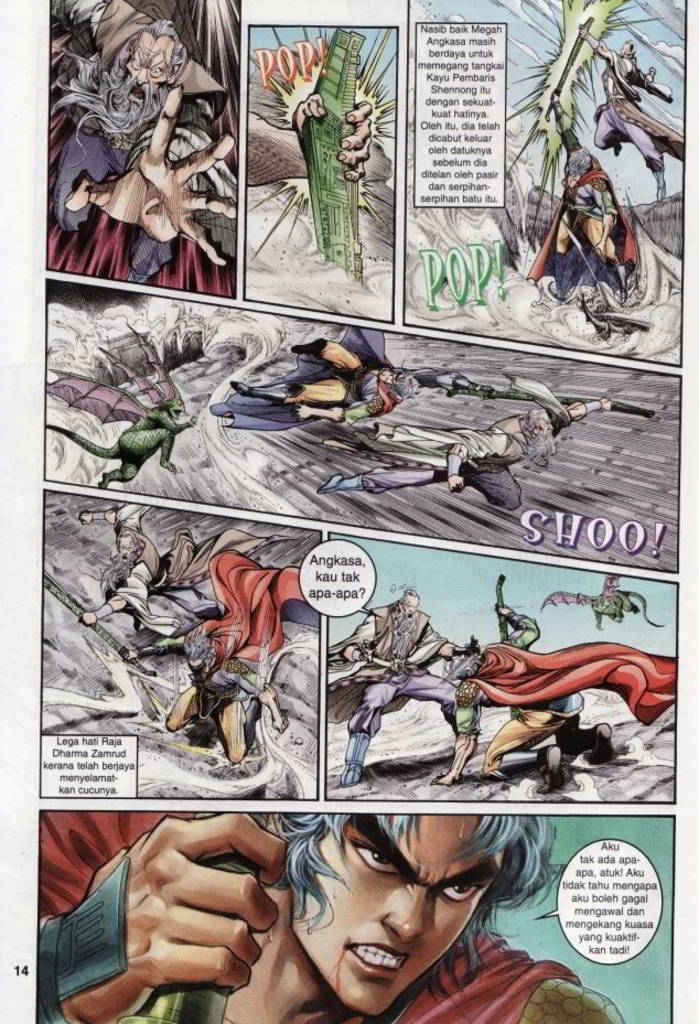 POP!
Nasib baik Megah
Angkasa masih
berdaya untuk
memegang tangkai
Kayu Pembaris
Shennong itu
dengan sekuat-
kuat hatinya.
Oleh itu, dia telah
dicabut keluar
oleh datuknya
sebelum dia
ditelan oleh pasir
dan serpihan-
serpihan batu itu.
POP!
SHOO!
Lega hati Raja
Dharma Zamrud
kerana telah berjaya
menyelamat-
kan cucunya.
Angkasa,
kau tak
apa-apa?
Aku
tak ada apa-
apa, atuk! Aku
tidak tahu mengapa
aku boleh gagal
mengawal dan
mengekang kuasa
yang kuaktif-
kan tadi!
14